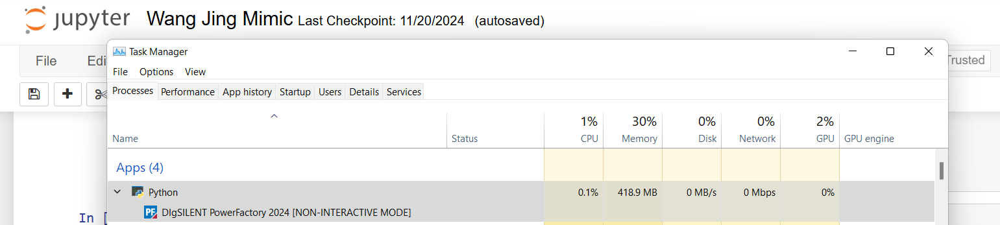 jupyter Wang Jing Mimic Last Checkpoint: 11/20/2024 (autosaved)
Task Manager
File Edi Trusted
File Options View
Processes Performance App history Startup Users Details Services
1% 30% 0% 0% 2%
Name Status CPU Memory Disk Network GPU GPU engine
Apps (4)
Python 0.1% 418.9 MB 0 MB/s 0 Mbps 0%
PF DIgSILENT PowerFactory 2024 [NON-INTERACTIVE MODE]
In [